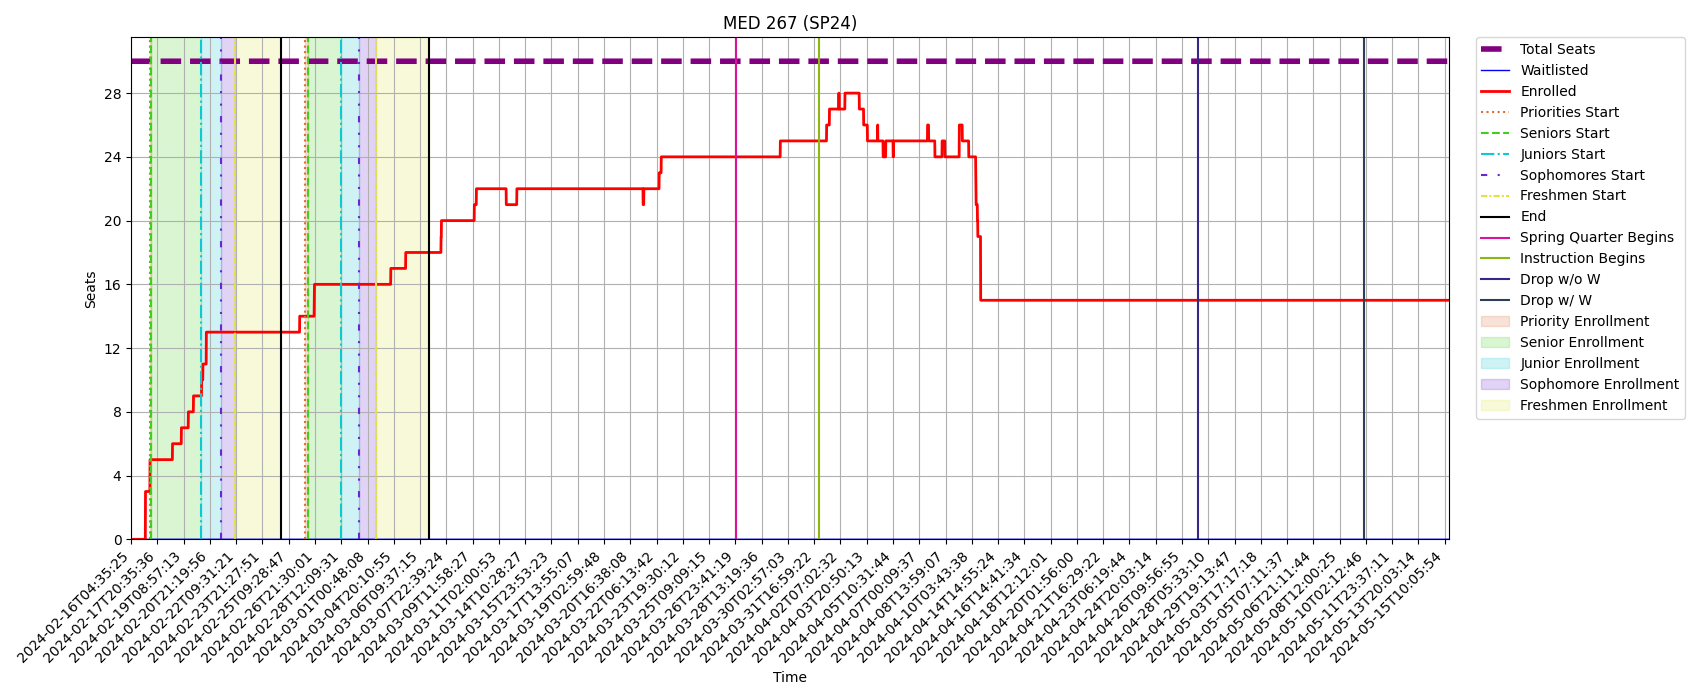 MED 267 (SP24)
Seats
28
24
20
16
12
8
4
0
2024-02-16T04:35:25
2024-02-17T20:35:36
2024-02-19T08:57:13
2024-02-20T21:19:56
2024-02-22T09:31:21
2024-02-23T21:27:51
2024-02-25T09:28:47
2024-02-26T21:30:01
2024-02-28T12:09:31
2024-03-01T00:48:08
2024-03-04T20:10:55
2024-03-06T09:37:15
2024-03-07T22:39:24
2024-03-09T11:58:27
2024-03-11T02:00:53
2024-03-14T10:28:27
2024-03-15T23:53:23
2024-03-17T13:55:07
2024-03-19T02:59:48
2024-03-20T16:38:08
2024-03-22T06:13:42
2024-03-23T19:30:12
2024-03-25T09:09:15
2024-03-26T23:41:19
2024-03-28T13:19:36
2024-03-30T02:57:03
2024-03-31T16:59:22
2024-04-02T07:02:32
2024-04-03T20:50:13
2024-04-05T10:31:44
2024-04-07T00:09:37
2024-04-08T13:59:07
2024-04-10T03:43:38
2024-04-14T14:55:24
2024-04-16T14:41:34
2024-04-18T12:12:01
2024-04-20T01:56:00
2024-04-21T16:29:22
2024-04-23T06:19:44
2024-04-24T20:03:14
2024-04-26T09:56:55
2024-04-28T05:33:10
2024-04-29T19:13:47
2024-05-03T17:17:18
2024-05-05T07:11:37
2024-05-06T21:11:44
2024-05-08T12:00:25
2024-05-10T02:12:46
2024-05-11T23:37:11
2024-05-13T20:03:14
2024-05-15T10:05:54
Time
Total Seats
Waitlisted
Enrolled
Priorities Start
Seniors Start
Juniors Start
Sophomores Start
Freshmen Start
End
Spring Quarter Begins
Instruction Begins
Drop w/o W
Drop w/ W
Priority Enrollment
Senior Enrollment
Junior Enrollment
Sophomore Enrollment
Freshmen Enrollment